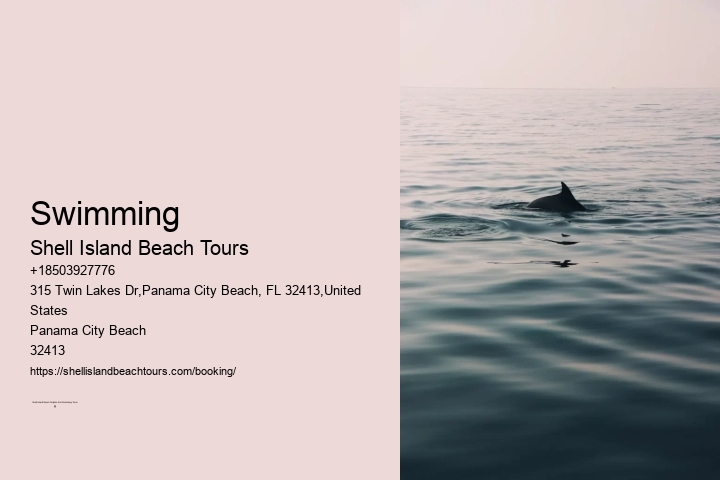 Swimming
Shell Island Beach Tours
+18503927776
315 Twin Lakes Dr,Panama City Beach, FL 32413,United
States
Panama City Beach
32413
https://shellislandbeachtours.com/booking/